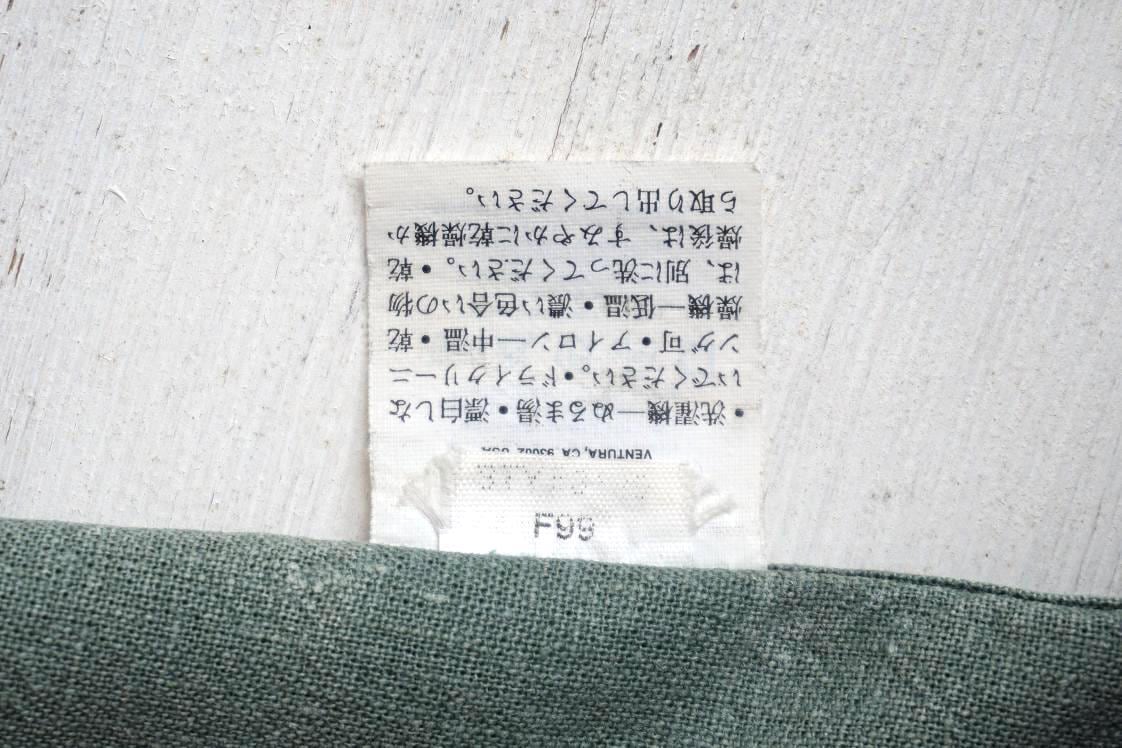 VENTURA, CA 93002 USA
•洗濯機—ぬるま湯•漂白しな
いでください。•ドライクリーニ
ング可•アイロン—中温•乾
燥機—低温•濃い色合いの物
は、別に洗ってください。•乾
燥後は、すみやかに乾燥機か
ら取り出してください。
F99